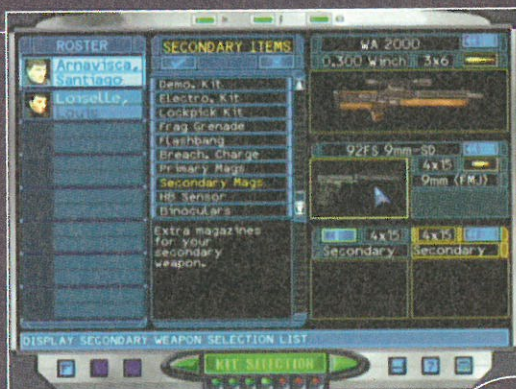 ROSTER
Arnavisca,
Santiago
Loiselle,
Louis
SECONDARY ITEMS
Demo. Kit
Electro. Kit
Lockpick Kit
Frag Grenade
Flashbang
Breach. Charge
Primary Mags
Secondary Mags
HB Sensor
Binoculars
Extra magazines
for your
secondary
weapon.
WA 2000
0.300 Winch 3x6
92FS 9mm-SD
4x15
9mm (FMJ)
4x15 4x15
Secondary Secondary
DISPLAY SECONDARY WEAPON SELECTION LIST
KIT SELECTION